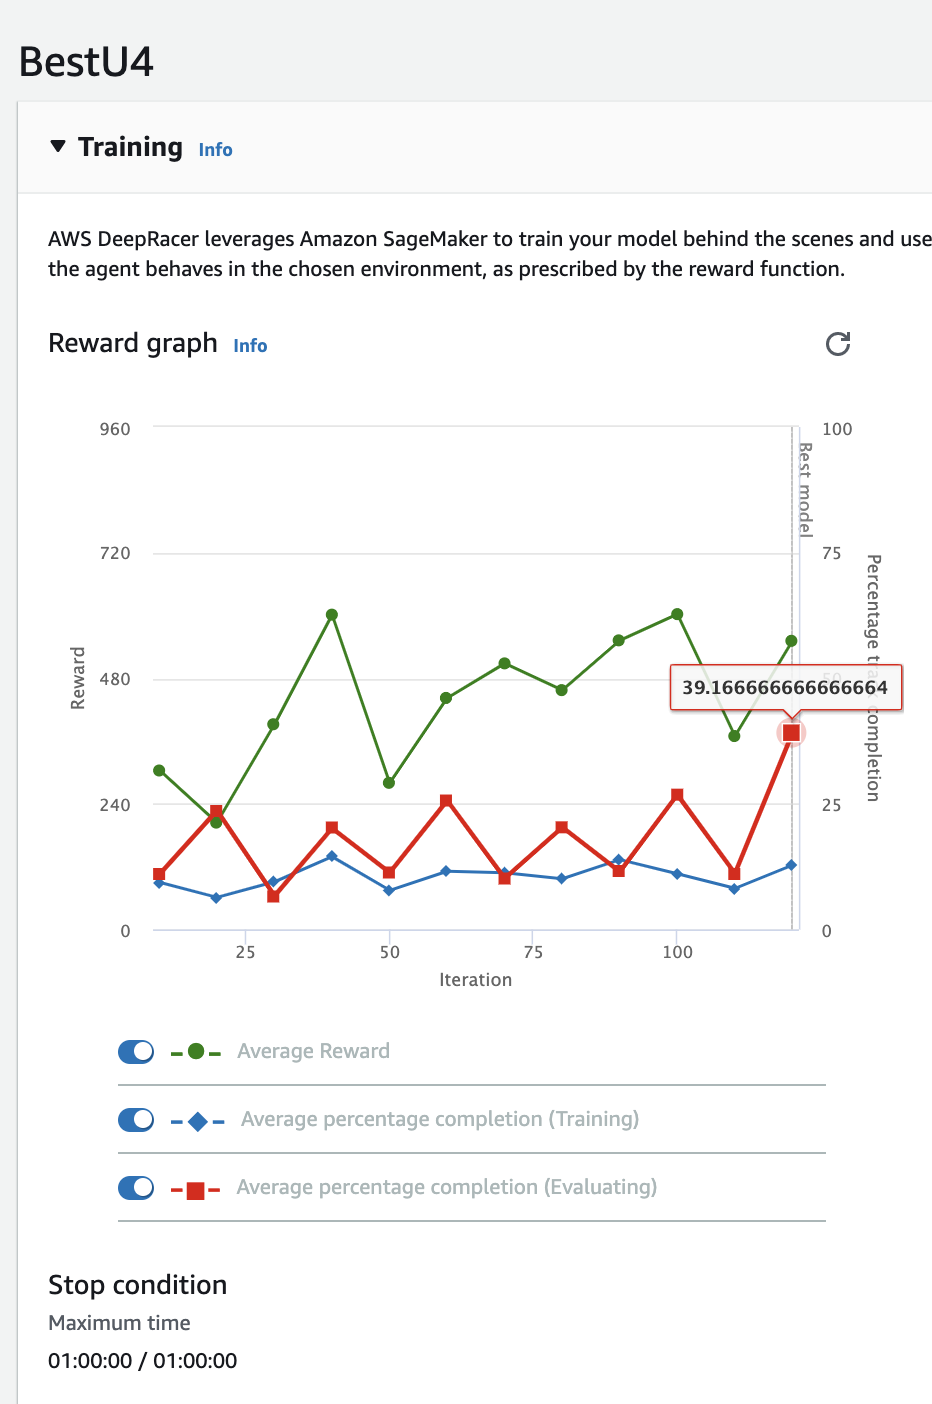 BestU4
Training Info
AWS DeepRacer leverages Amazon SageMaker to train your model behind the scenes and use
the agent behaves in the chosen environment, as prescribed by the reward function.
Reward graph Info
960
720
480
240
0
Reward
100
75
50
25
0
Best model
Percentage track completion
39.166666666666664
25 50 75 100
Iteration
Average Reward
Average percentage completion (Training)
Average percentage completion (Evaluating)
Stop condition
Maximum time
01:00:00 / 01:00:00